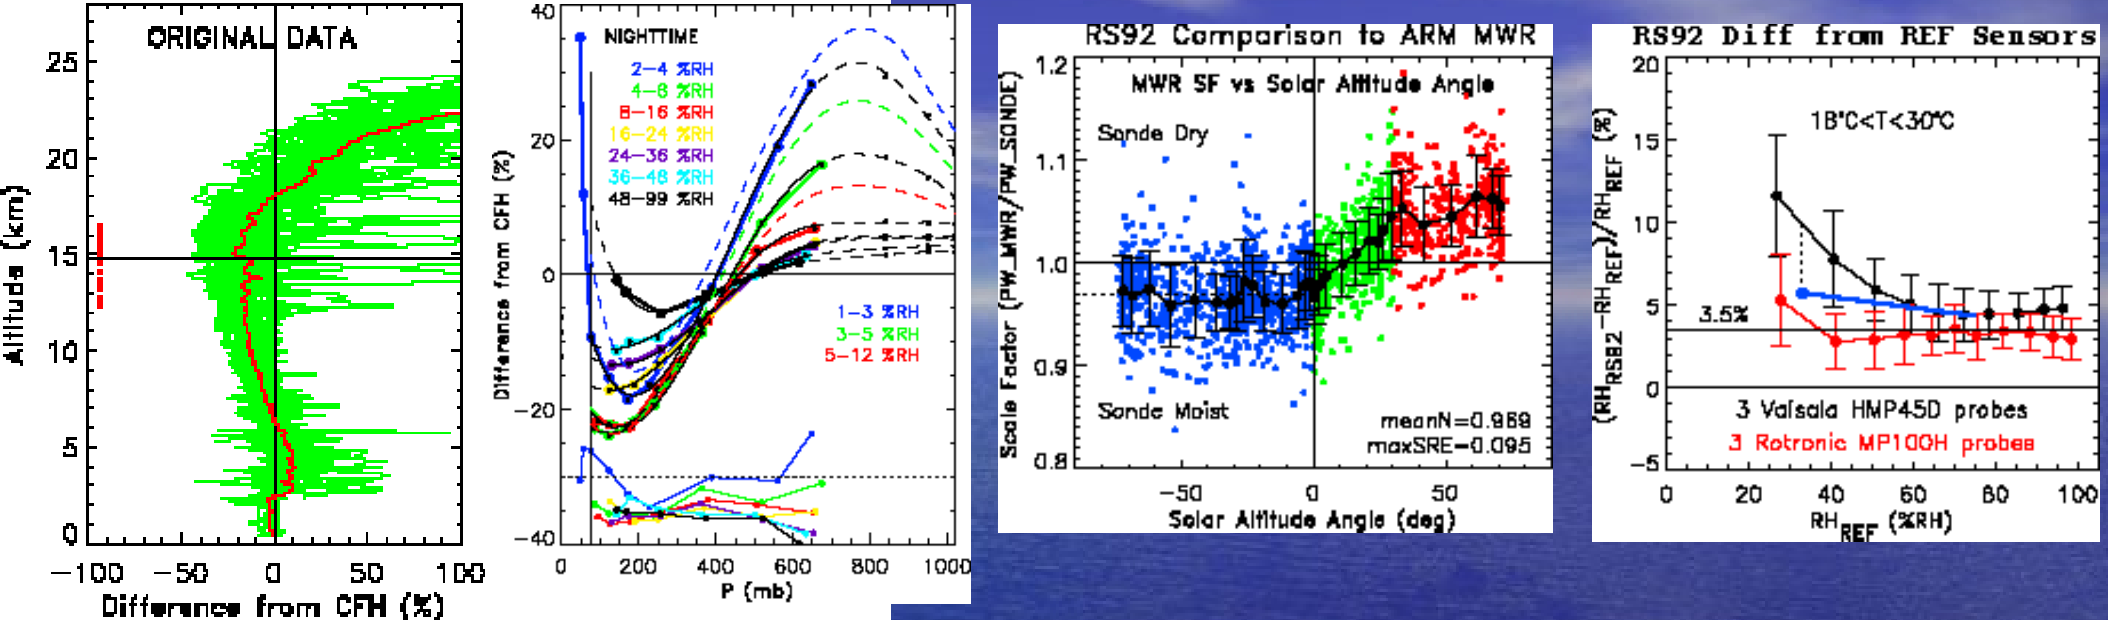 ORIGINAL DATA
25
20
15
10
5
0
-100 -50 0 50 100
Altitude (km)
Difference from CFH (%)
40
20
0
-20
-40
NIGHTTIME
2-4 %RH
4-8 %RH
8-16 %RH
16-24 %RH
24-36 %RH
36-48 %RH
48-99 %RH
1-3 %RH
3-5 %RH
5-12 %RH
0 200 400 600 800 1000
Difference from CFH (%)
P (mb)
RS92 Comparison to ARM MWR
MWR SF vs Solar Altitude Angle
1.2
1.1
1.0
0.9
0.8
Sonde Dry
Sonde Moist
meanN=0.969
maxSRE=0.095
-50 0 50
Scale Factor (PW_MWR/PW_SONDE)
Solar Altitude Angle (deg)
RS92 Diff from REF Sensors
20
15
10
5
0
-5
18°C<T<30°C
3.5%
3 Vaisala HMP45D probes
3 Rotronic MP100H probes
0 20 40 60 80 100
(RH_RS92-RH_REF)/RH_REF (%)
RH_REF (%RH)